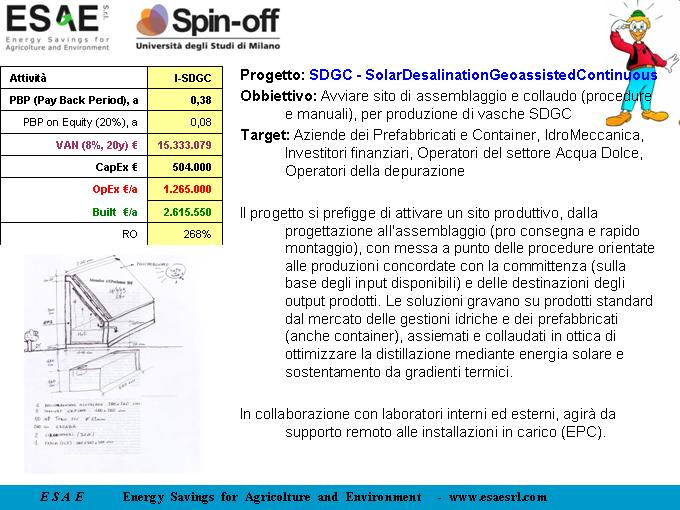 ESAE S.r.l.
Energy Savings for
Agriculture and Environment
Spin-off
Università degli Studi di Milano
Attività I-SDGC
PBP (Pay Back Period), a 0,38
PBP on Equity (20%), a 0,08
VAN (8%, 20y) € 15.333.079
CapEx € 504.000
OpEx €/a 1.265.000
Built €/a 2.615.550
RO 268%
Progetto: SDGC - SolarDesalinationGeoassistedContinuous
Obbiettivo: Avviare sito di assemblaggio e collaudo (procedure
e manuali), per produzione di vasche SDGC
Target: Aziende dei Prefabbricati e Container, IdroMeccanica,
Investitori finanziari, Operatori del settore Acqua Dolce,
Operatori della depurazione
Il progetto si prefigge di attivare un sito produttivo, dalla
progettazione all'assemblaggio (pro consegna e rapido
montaggio), con messa a punto delle procedure orientate
alle produzioni concordate con la committenza (sulla
base degli input disponibili) e delle destinazioni degli
output prodotti. Le soluzioni gravano su prodotti standard
dal mercato delle gestioni idriche e dei prefabbricati
(anche container), assiemati e collaudati in ottica di
ottimizzare la distillazione mediante energia solare e
sostentamento da gradienti termici.
In collaborazione con laboratori interni ed esterni, agirà da
supporto remoto alle installazioni in carico (EPC).
E S A E Energy Savings for Agricolture and Environment - www.esaesrl.com